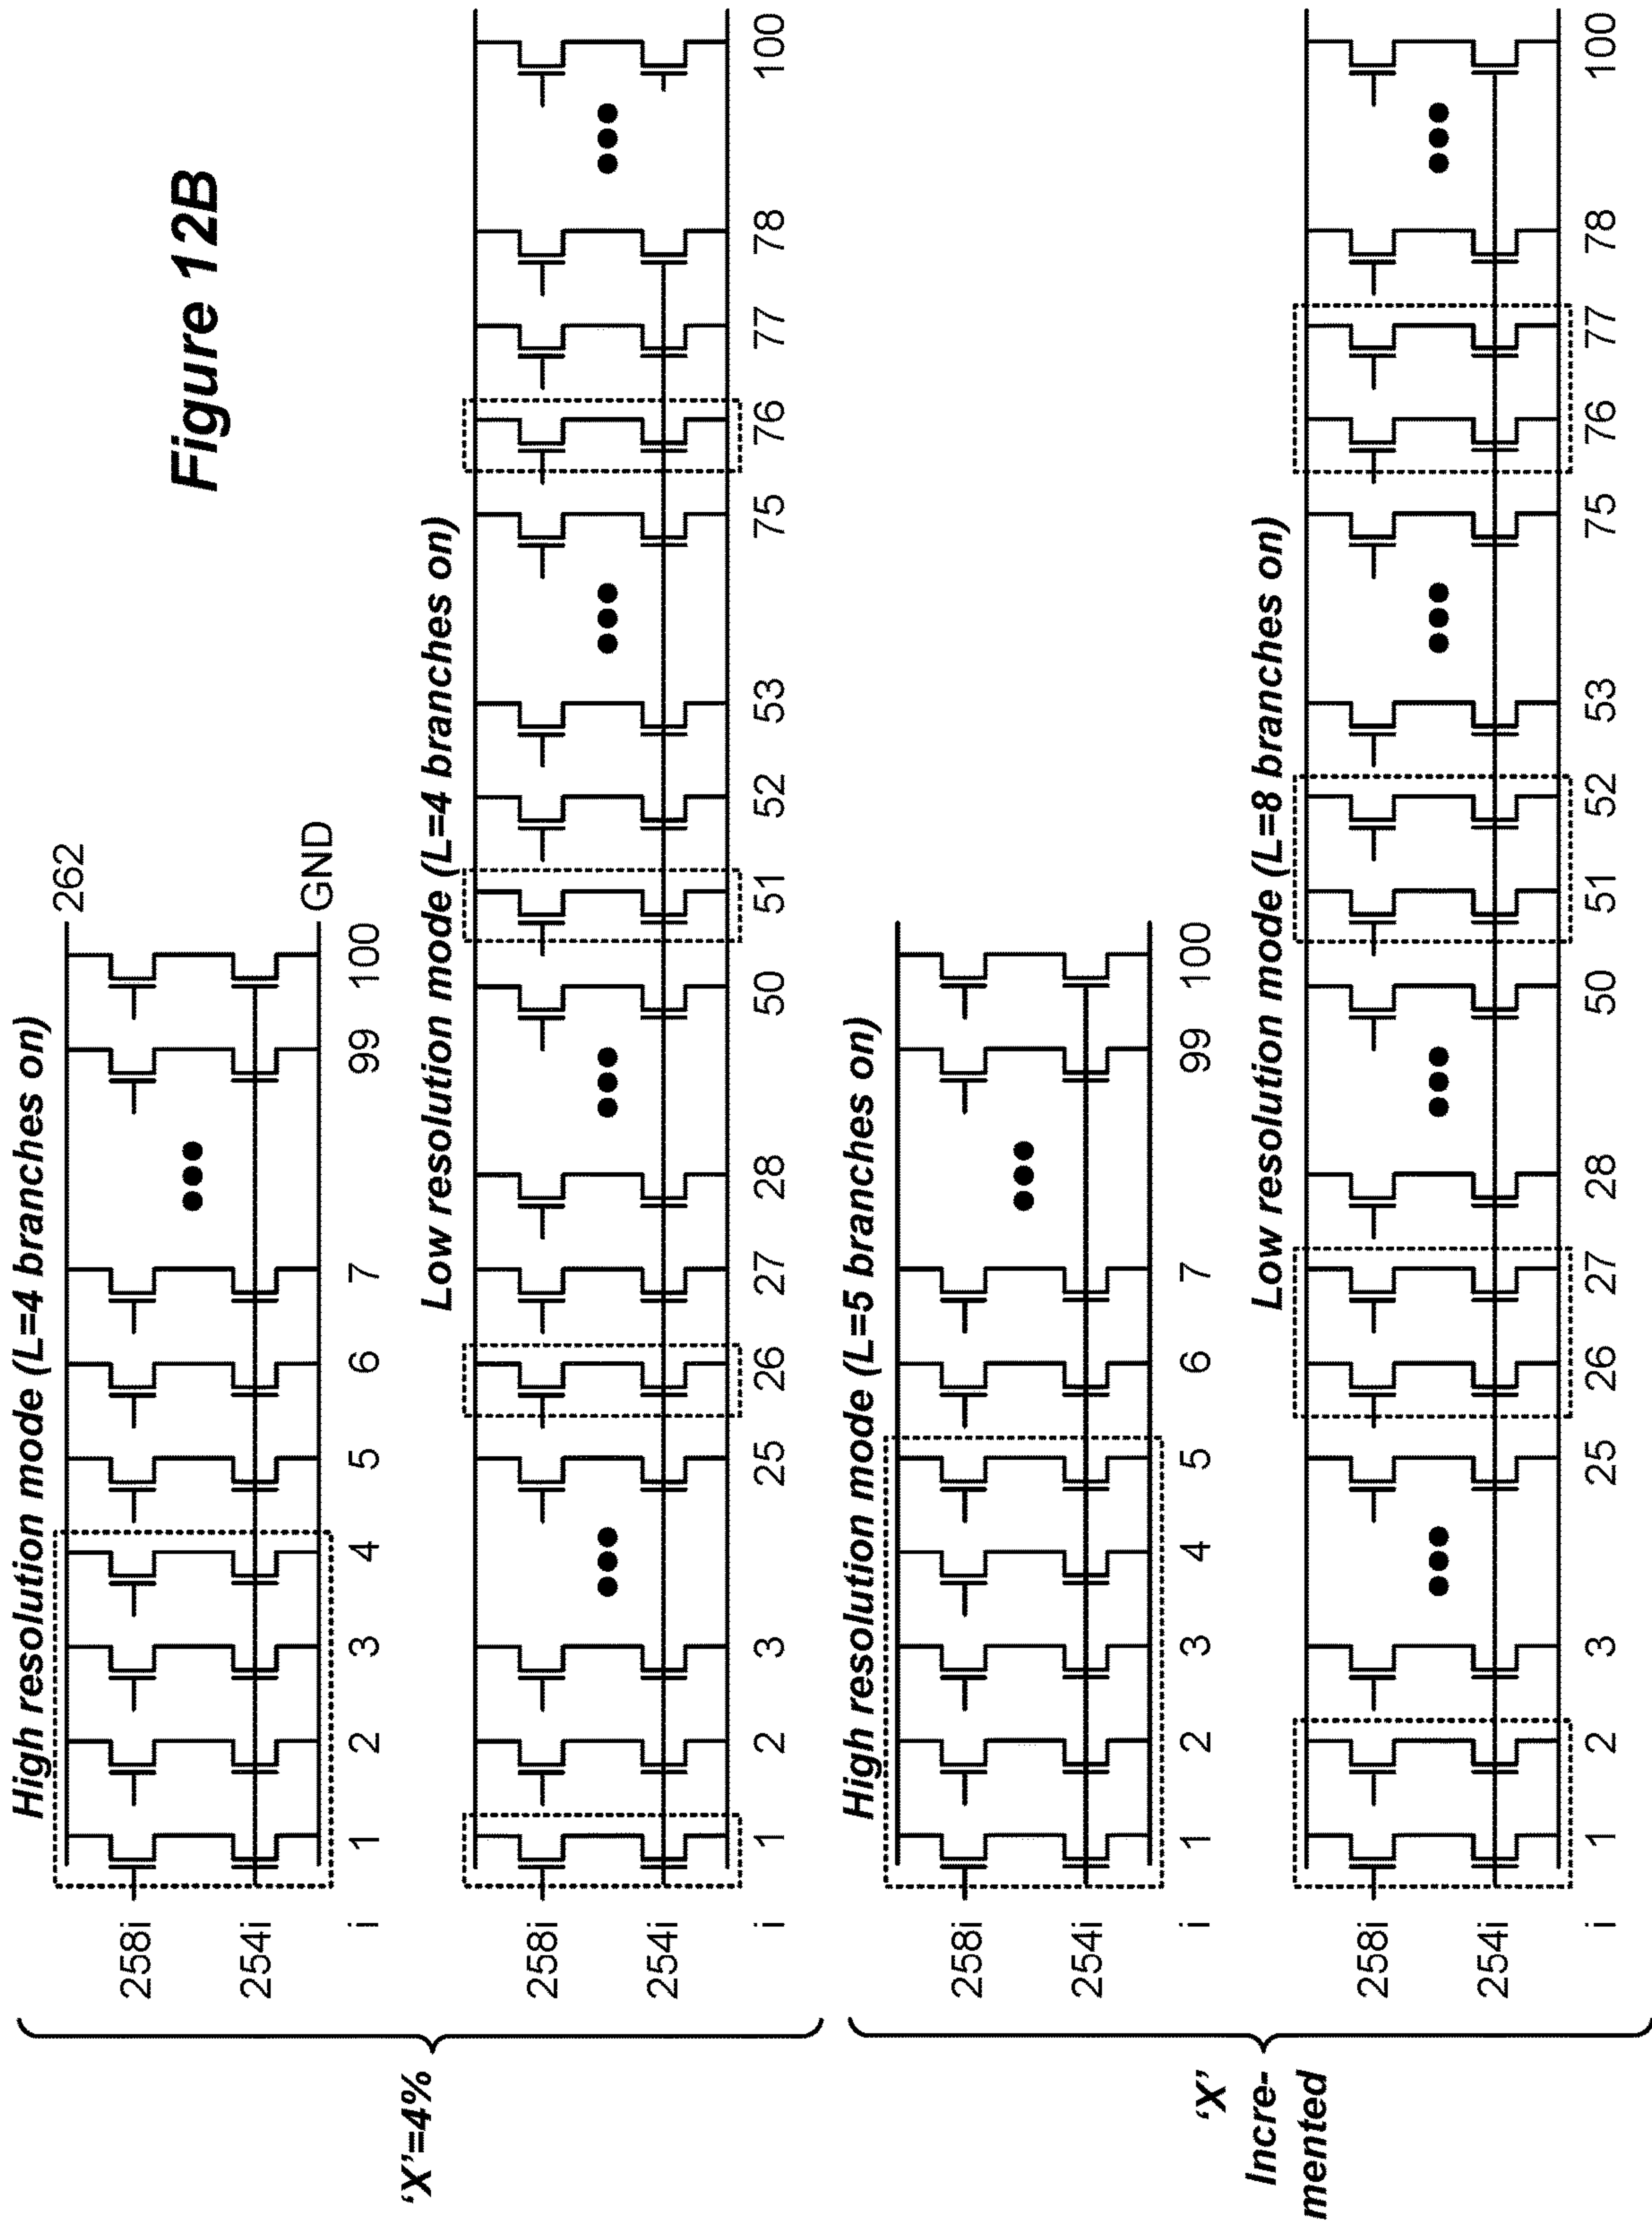 Figure 12B
'X'=4%
High resolution mode (L=4 branches on)
262
258i
254i
GND
i 1 2 3 4 5 6 7 99 100
Low resolution mode (L=4 branches on)
258i
254i
i 1 2 3 25 26 27 28 50 51 52 53 75 76 77 78 100
'X'
Incre-
mented
High resolution mode (L=5 branches on)
258i
254i
i 1 2 3 4 5 6 7 99 100
Low resolution mode (L=8 branches on)
258i
254i
i 1 2 3 25 26 27 28 50 51 52 53 75 76 77 78 100